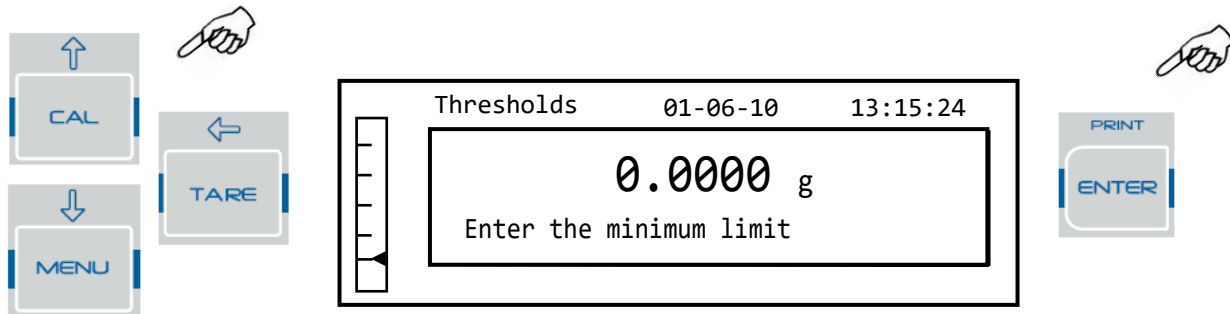 CAL
TARE
MENU
Thresholds 01-06-10 13:15:24
0.0000 g
Enter the minimum limit
PRINT
ENTER